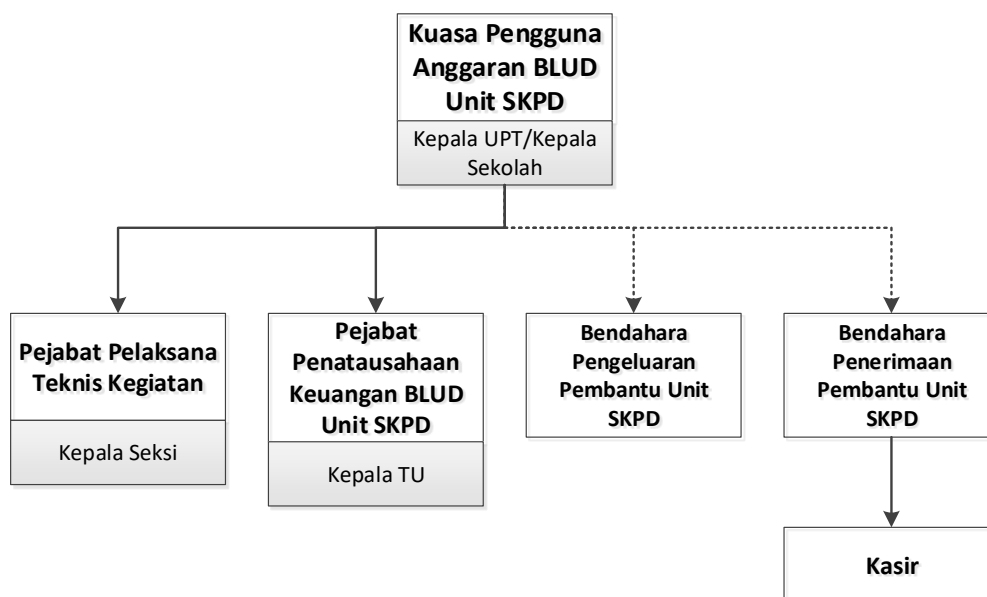 Kuasa Pengguna
Anggaran BLUD
Unit SKPD
Kepala UPT/Kepala
Sekolah
Pejabat Pelaksana
Teknis Kegiatan
Kepala Seksi
Pejabat
Penatausahaan
Keuangan BLUD
Unit SKPD
Kepala TU
Bendahara
Pengeluaran
Pembantu Unit
SKPD
Bendahara
Penerimaan
Pembantu Unit
SKPD
Kasir